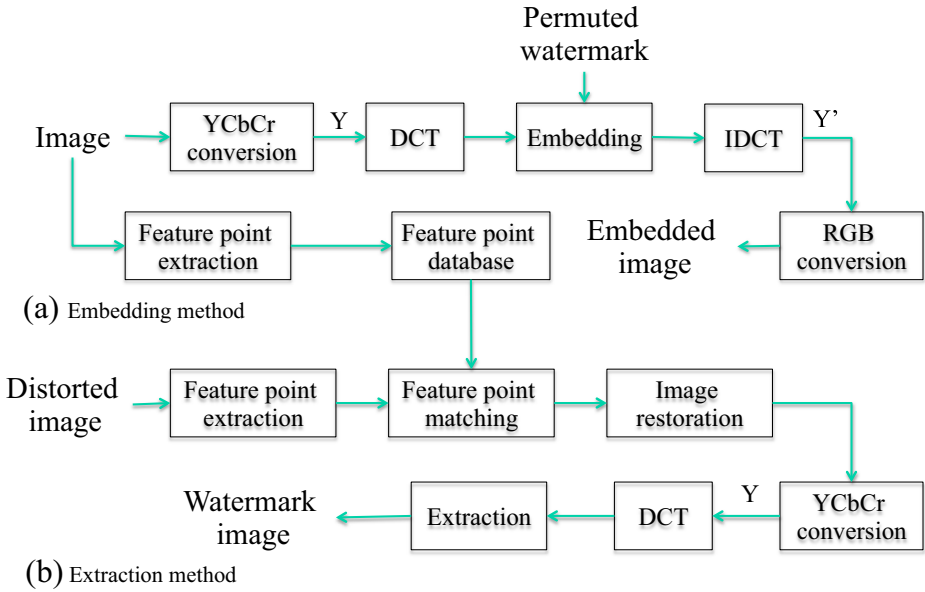 Permuted
watermark
Image
YCbCr
conversion
Y
DCT
Embedding
IDCT
Y’
Feature point
extraction
Feature point
database
Embedded
image
RGB
conversion
(a) Embedding method
Distorted
image
Feature point
extraction
Feature point
matching
Image
restoration
Watermark
image
Extraction
DCT
Y
YCbCr
conversion
(b) Extraction method